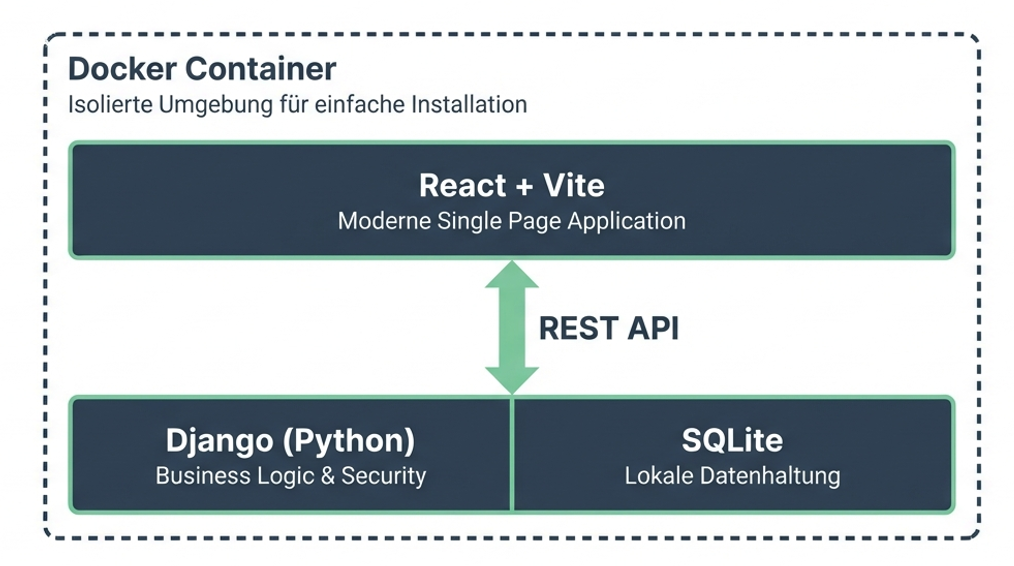 Docker Container
Isolierte Umgebung für einfache Installation
React + Vite
Moderne Single Page Application
REST API
Django (Python)
Business Logic & Security
SQLite
Lokale Datenhaltung